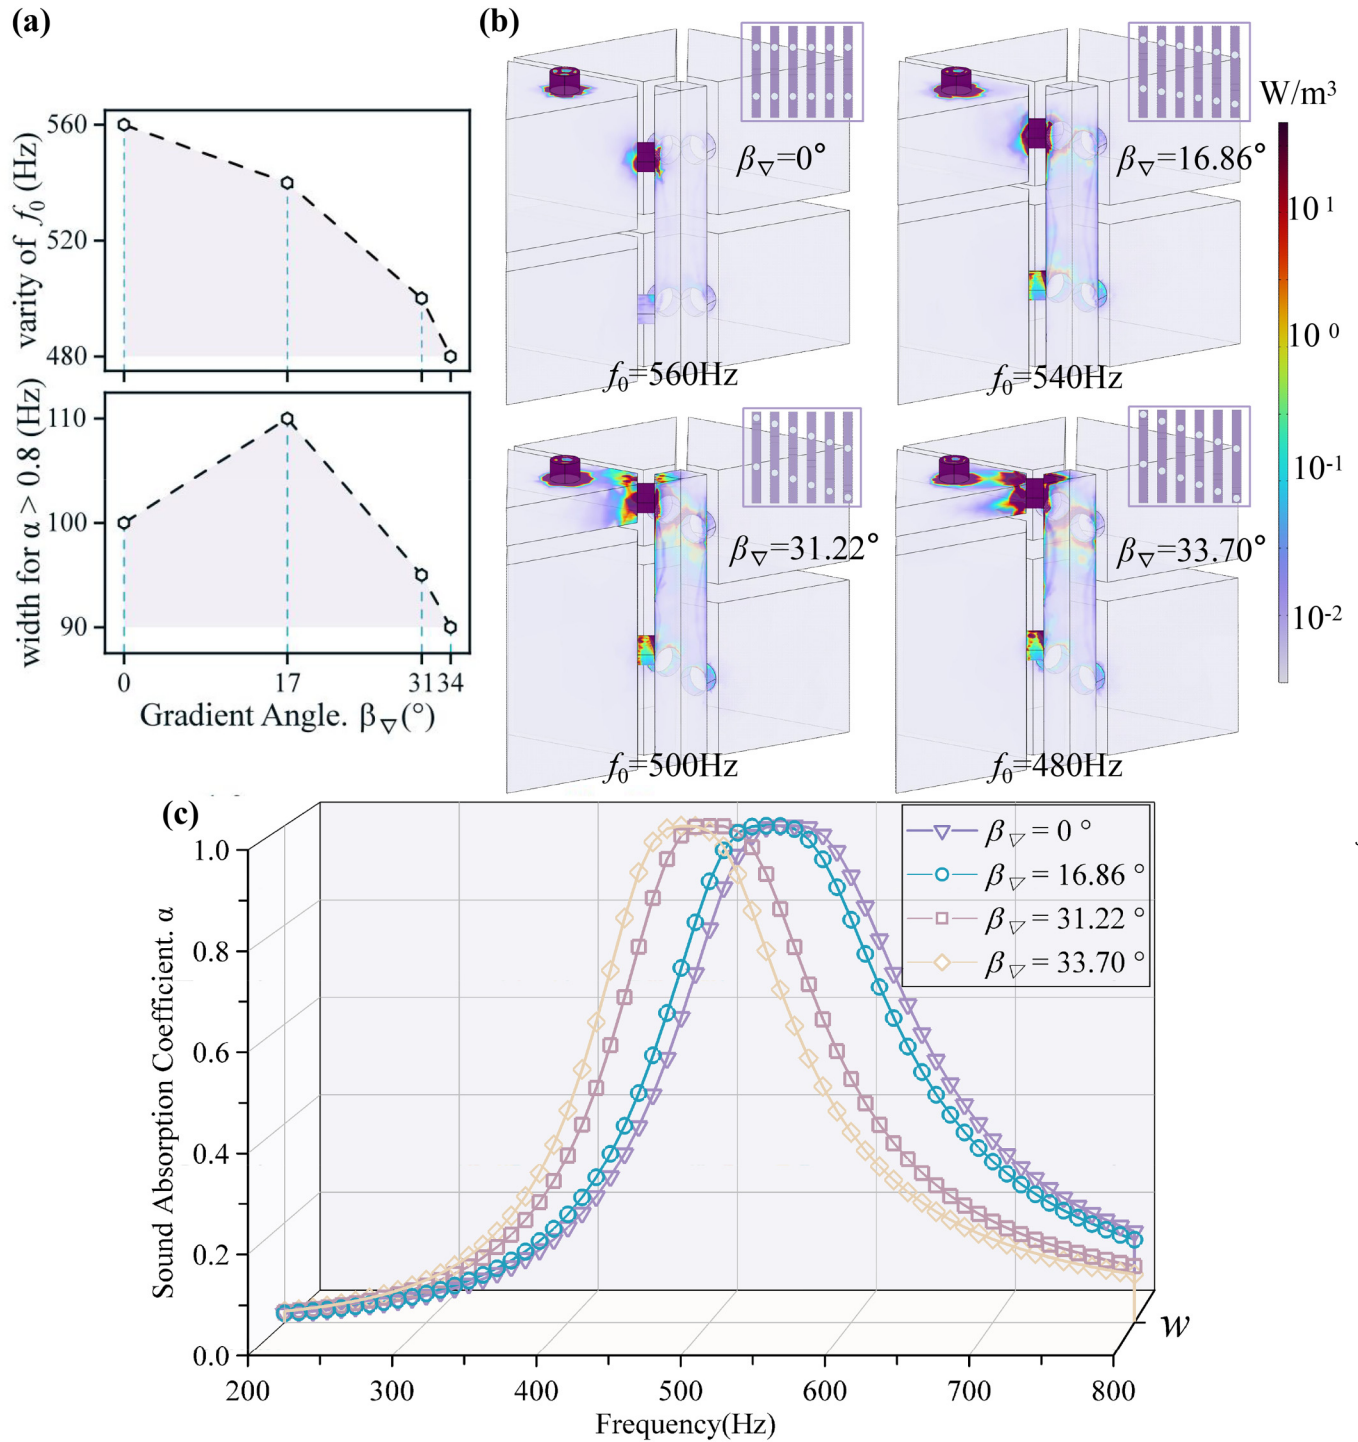 (a)
560
520
480
varity of f₀ (Hz)
110
100
90
width for α > 0.8 (Hz)
0
17
31
34
Gradient Angle. β▽(°)
(b)
β▽=0°
f₀=560Hz
β▽=16.86°
f₀=540Hz
β▽=31.22°
f₀=500Hz
β▽=33.70°
f₀=480Hz
W/m³
10¹
10⁰
10⁻¹
10⁻²
(c)
β▽ = 0 °
β▽ = 16.86 °
β▽ = 31.22 °
β▽ = 33.70 °
1.0
0.8
0.6
0.4
0.2
0.0
Sound Absorption Coefficient. α
200
300
400
500
600
700
800
Frequency(Hz)
w